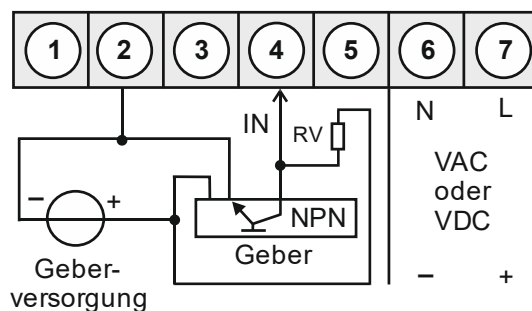 1 2 3 4 5 6 7
IN
RV
N L
VAC
oder
VDC
− +
NPN
Geber
− +
Geber-
versorgung